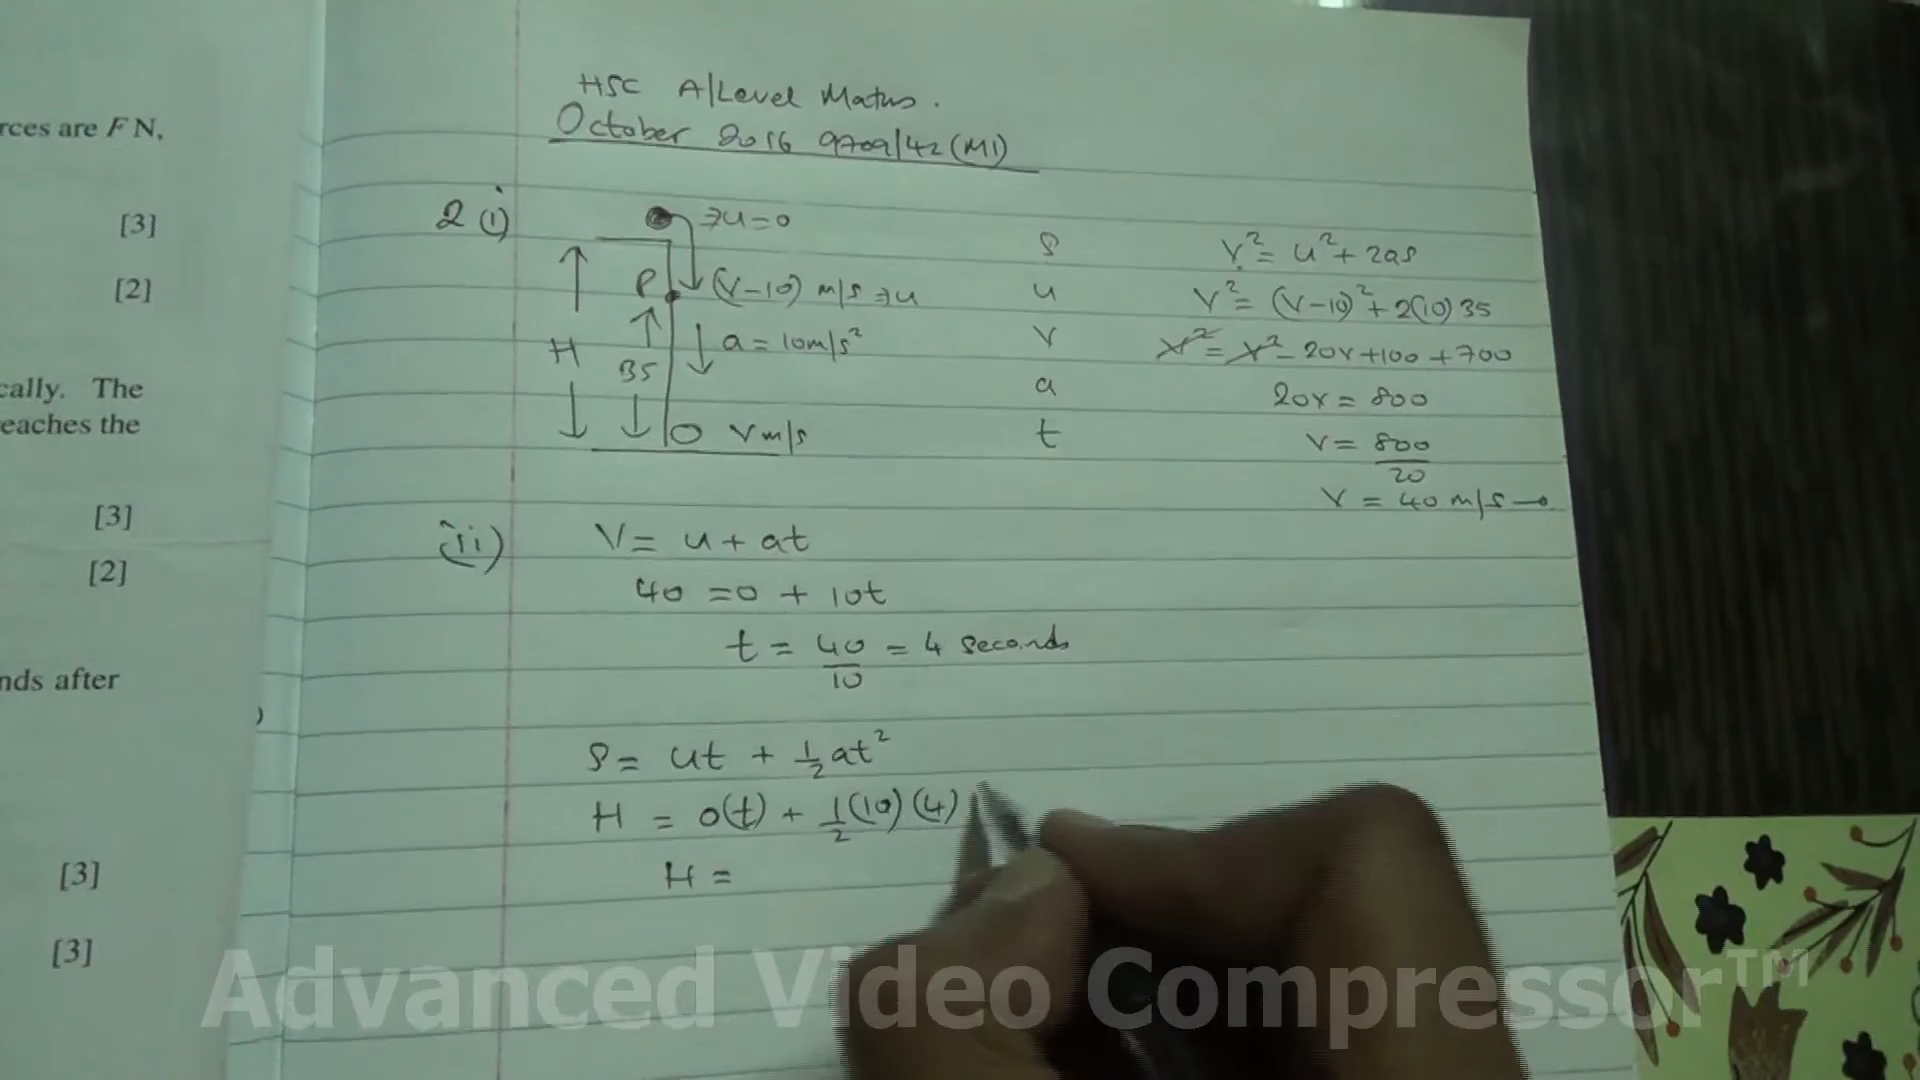 rces are F N,
[3]
[2]
cally. The
eaches the
[3]
[2]
nds after
)
[3]
[3]
HSC A/Level Maths.
October 2016 9709/42 (M1)
2 (i)
→u=0
P (V-10) m/s →u
H
35
a = 10m/s²
V m/s
s
u
v
a
t
V² = u² + 2as
V² = (V-10)² + 2(10)35
V² = V² - 20V + 100 + 700
20V = 800
V = 800
20
V = 40 m/s
(ii)
V = u + at
40 = 0 + 10t
t = 40 = 4 seconds
10
S = ut + 1/2 at²
H = 0(t) + 1/2 (10) (4)
H =
Advanced Video Compressor™